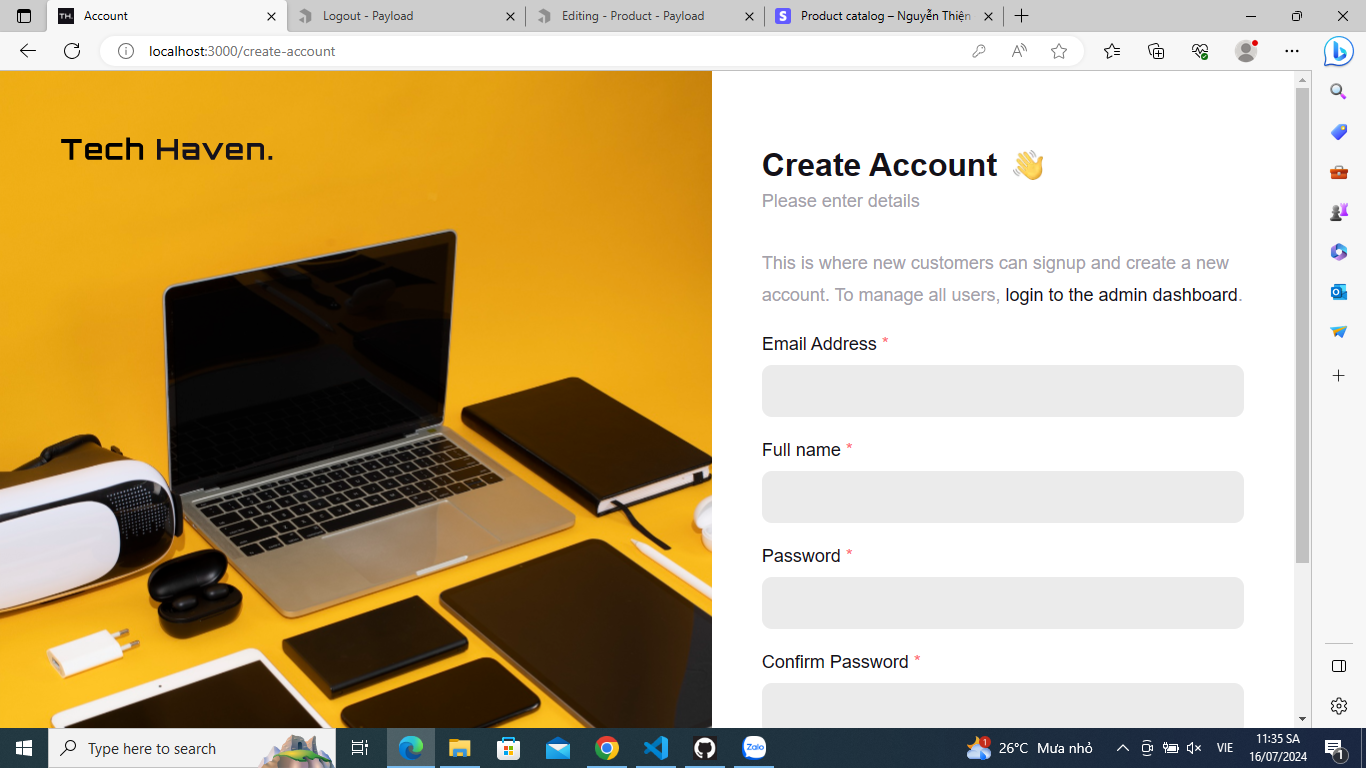 Account
Logout - Payload
Editing - Product - Payload
Product catalog – Nguyễn Thiện
localhost:3000/create-account
Tech Haven.
Create Account 👋
Please enter details
This is where new customers can signup and create a new
account. To manage all users, login to the admin dashboard.
Email Address *
Full name *
Password *
Confirm Password *
Type here to search
26°C Mưa nhỏ
VIE
11:35 SA
16/07/2024
TH.
S
A
Zalo
1
1